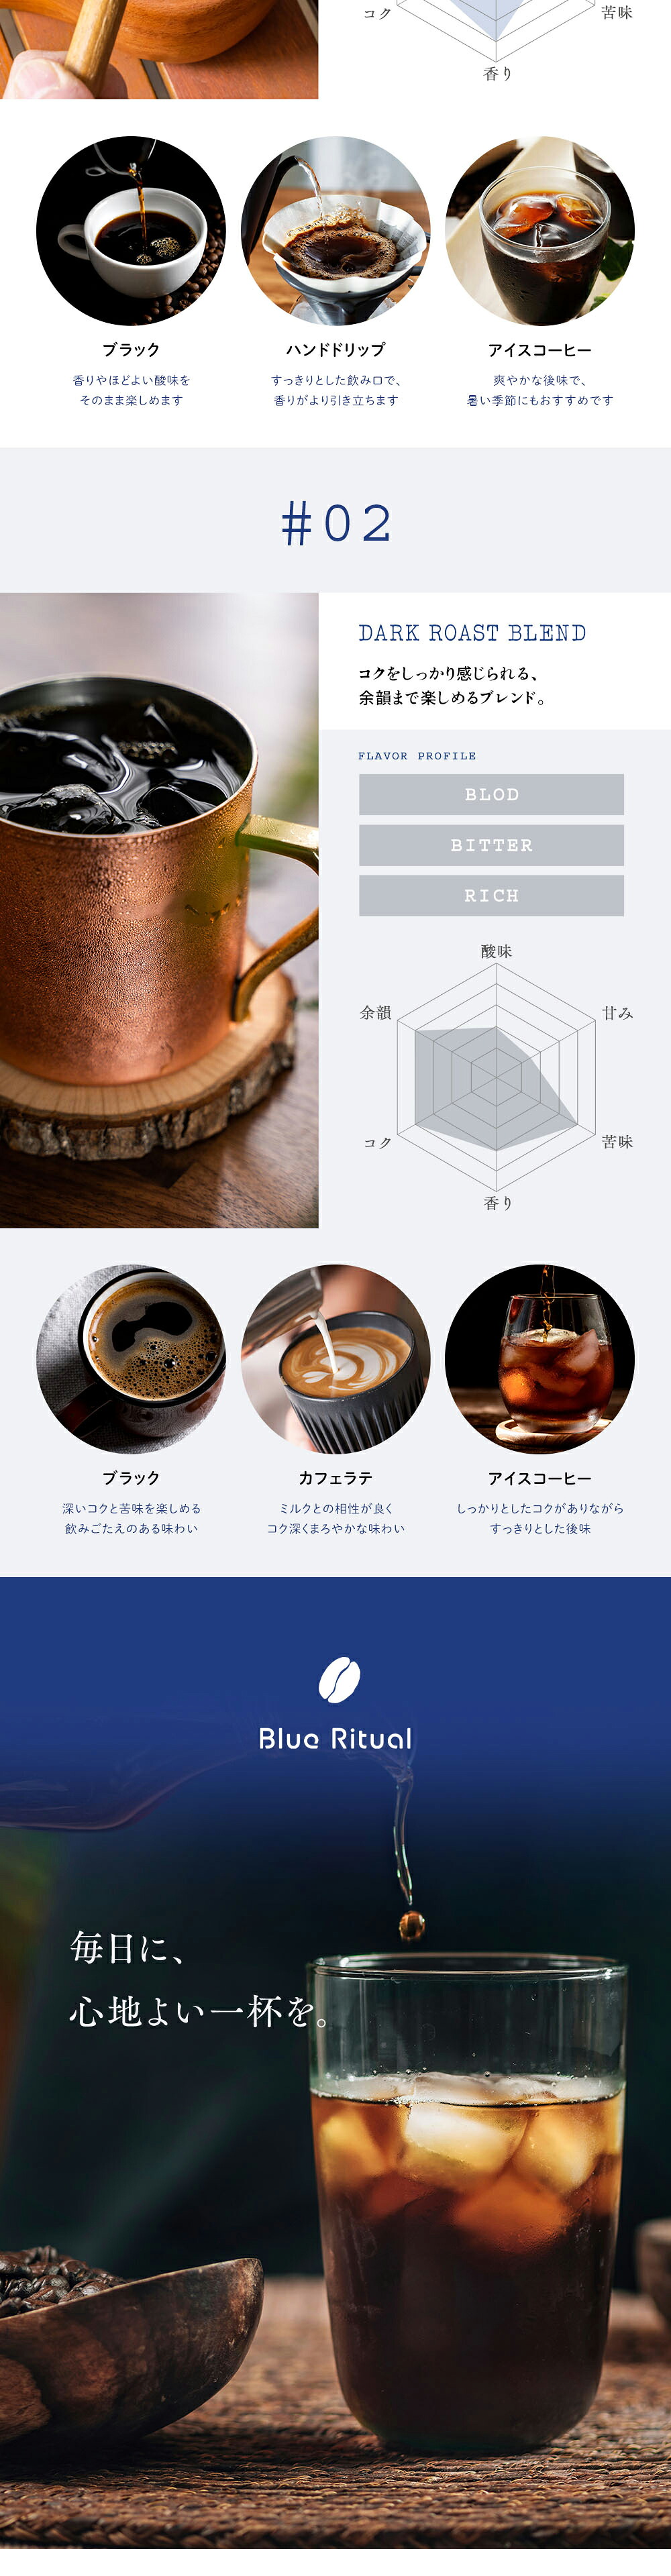 コク
苦味
香り
ブラック
香りやほどよい酸味を
そのまま楽しめます
ハンドドリップ
すっきりとした飲み口で、
香りがより引き立ちます
アイスコーヒー
爽やかな後味で、
暑い季節にもおすすめです
#02
DARK ROAST BLEND
コクをしっかり感じられる、
余韻まで楽しめるブレンド。
FLAVOR PROFILE
BLOD
BITTER
RICH
酸味
余韻
甘み
コク
苦味
香り
ブラック
深いコクと苦味を楽しめる
飲みごたえのある味わい
カフェラテ
ミルクとの相性が良く
コク深くまろやかな味わい
アイスコーヒー
しっかりとしたコクがありながら
すっきりとした後味
Blue Ritual
毎日に、
心地よい一杯を。